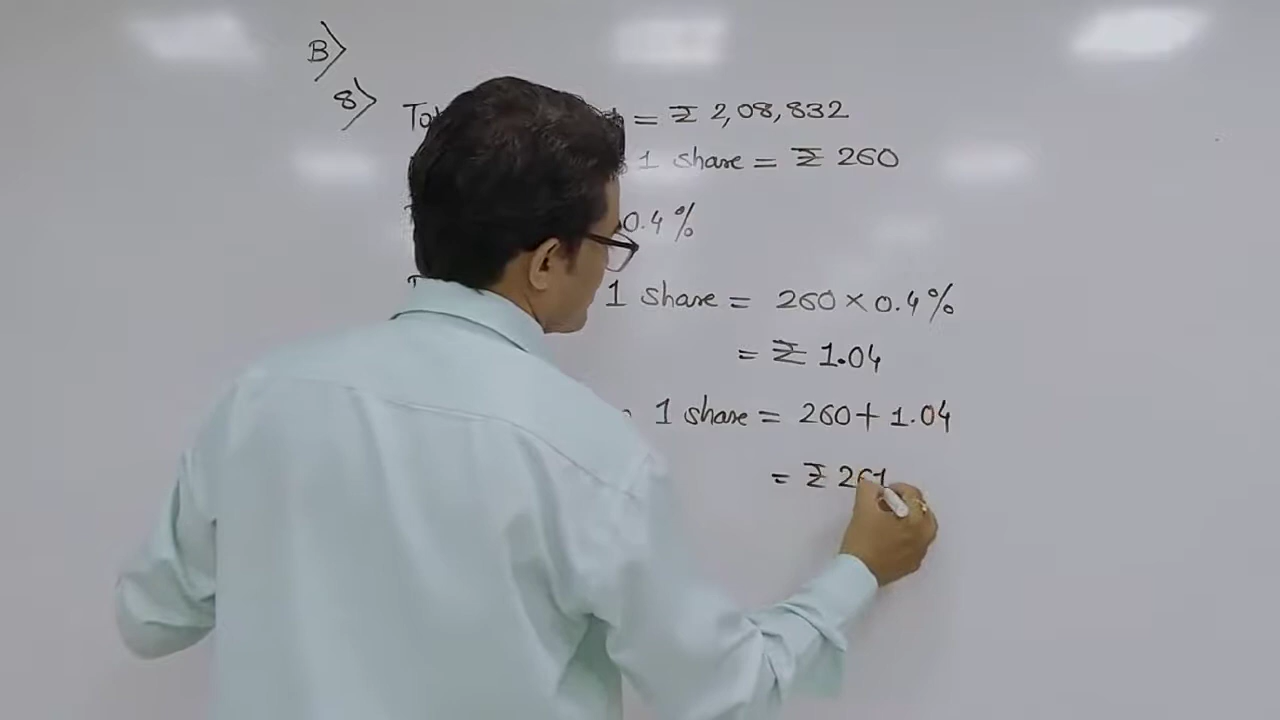 B>
8>
= ₹ 2,08,832
1 share = ₹ 260
0.4%
1 share = 260 × 0.4%
= ₹ 1.04
1 share = 260 + 1.04
= ₹ 261